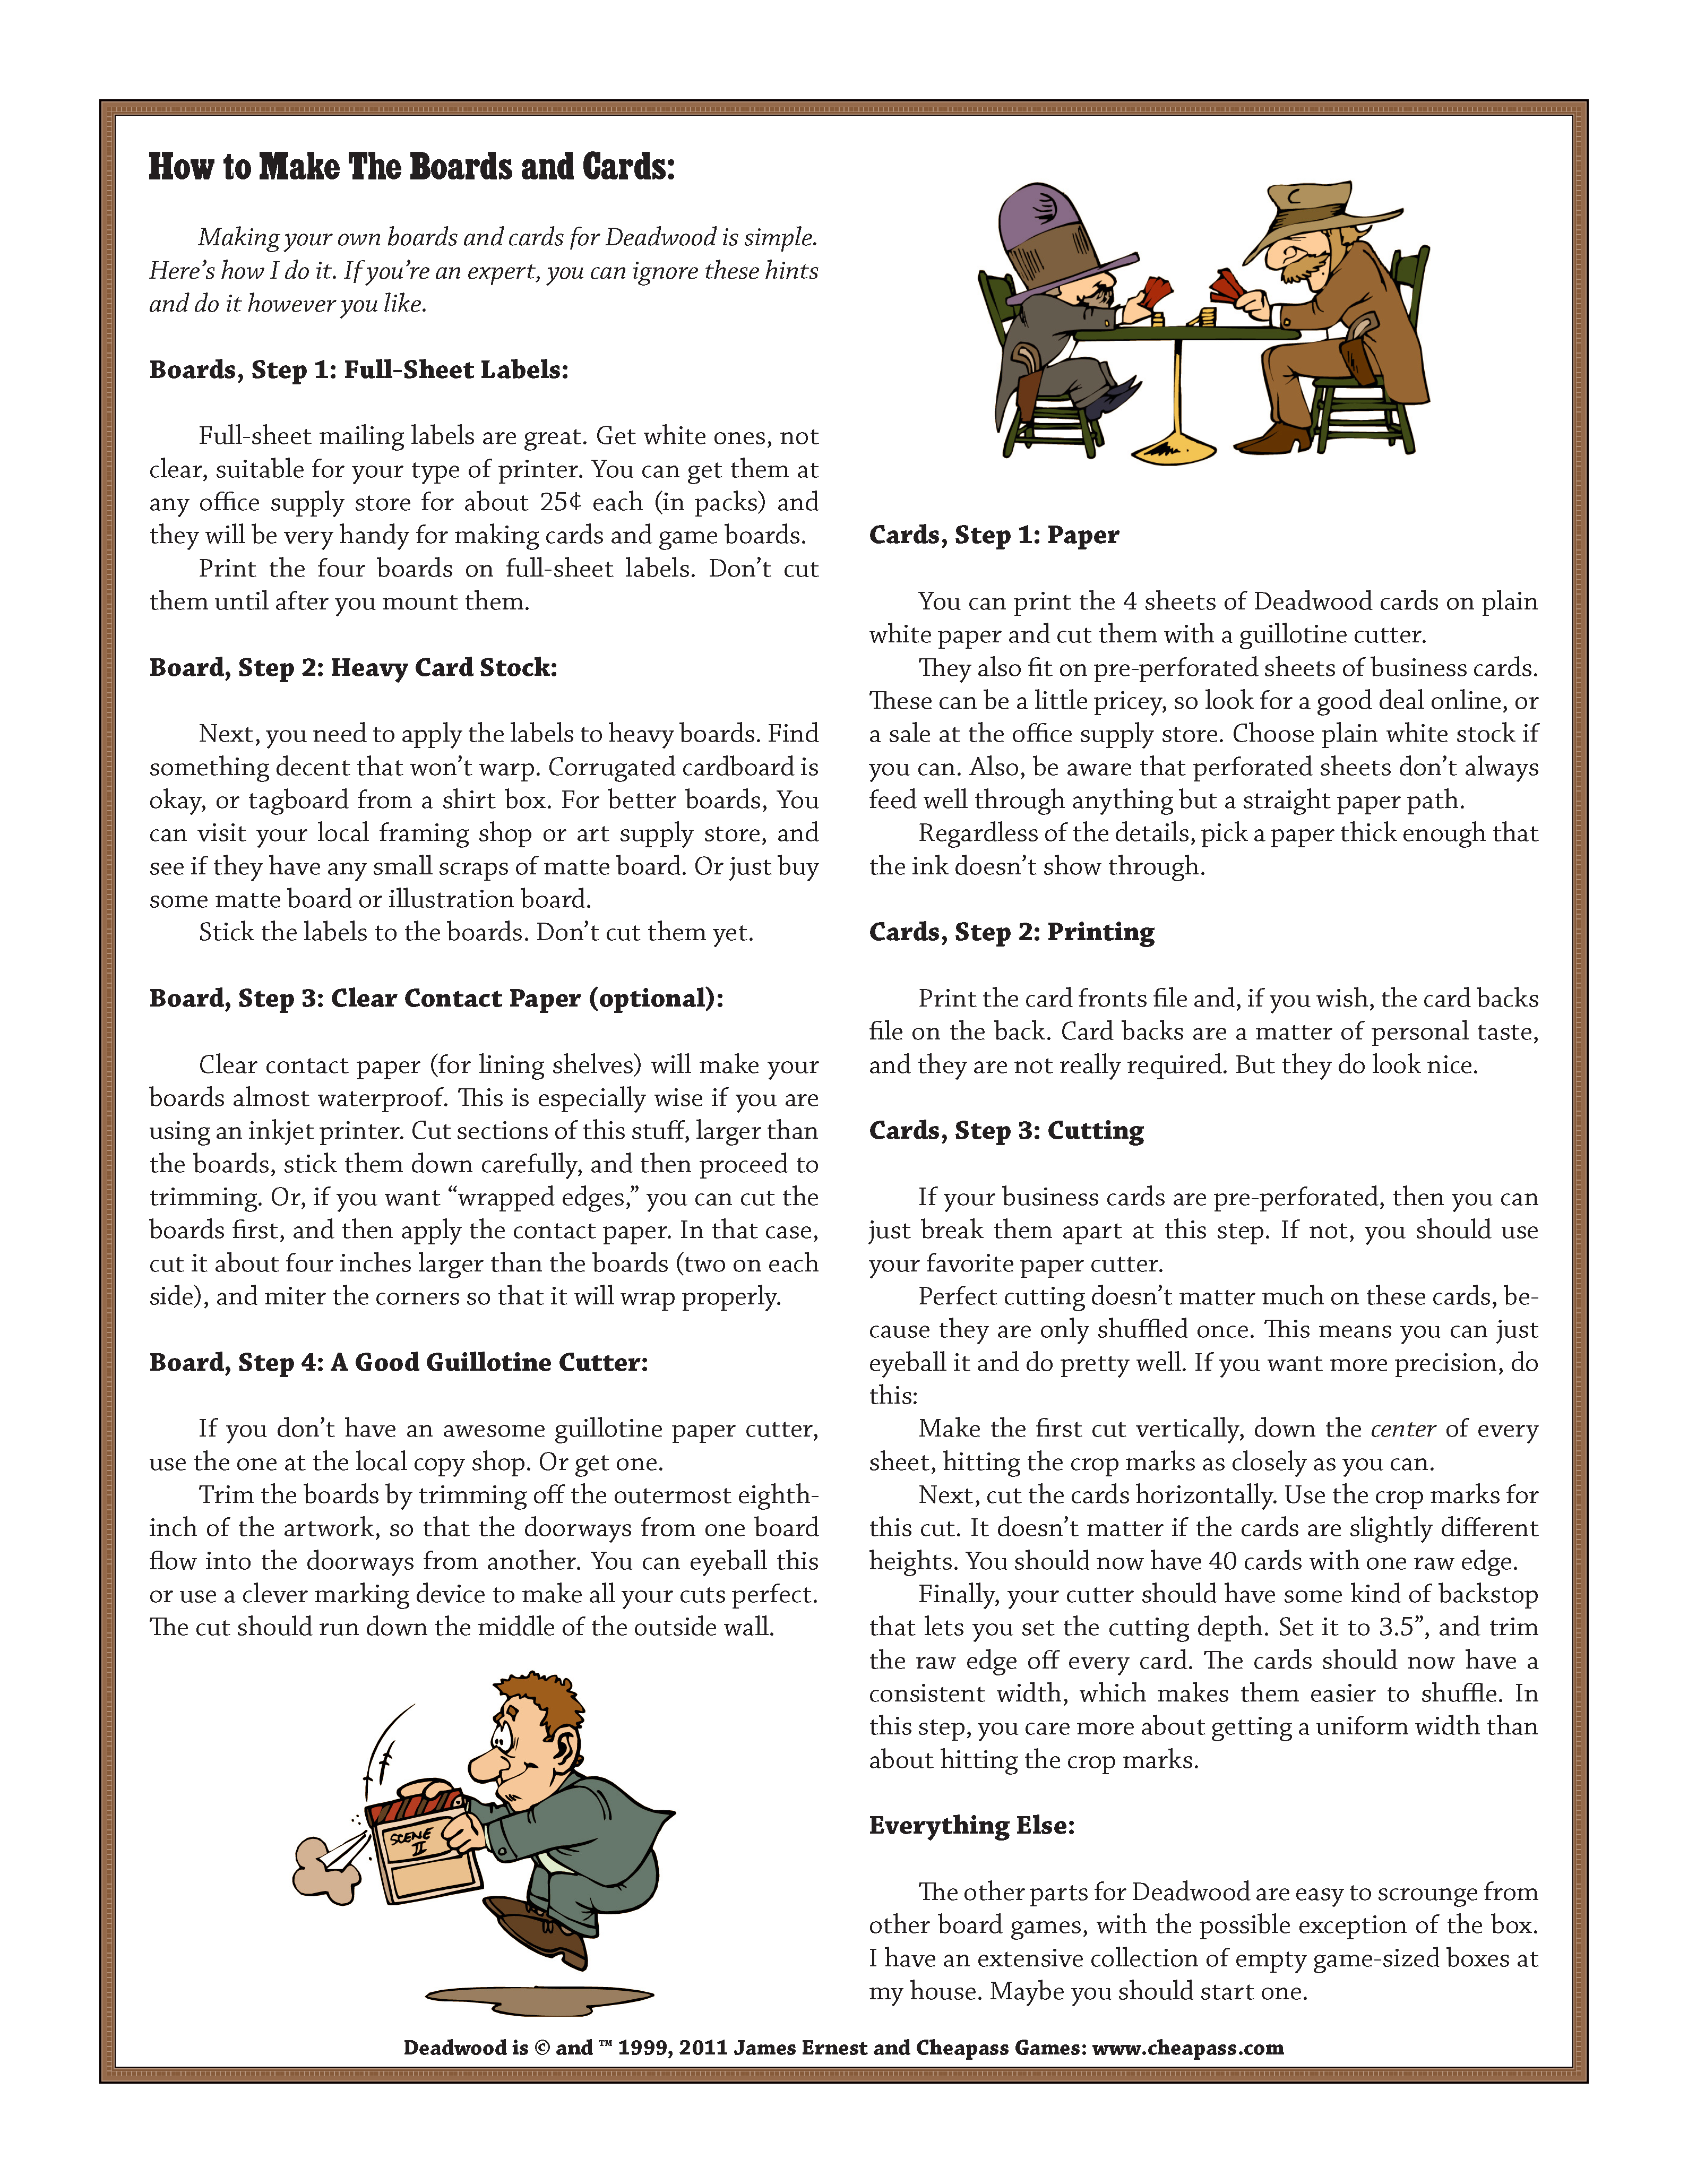 How to Make The Boards and Cards:
Making your own boards and cards for Deadwood is simple.
Here's how I do it. If you're an expert, you can ignore these hints
and do it however you like.
Boards, Step 1: Full-Sheet Labels:
Full-sheet mailing labels are great. Get white ones, not
clear, suitable for your type of printer. You can get them at
any office supply store for about 25¢ each (in packs) and
they will be very handy for making cards and game boards.
Print the four boards on full-sheet labels. Don't cut
them until after you mount them.
Board, Step 2: Heavy Card Stock:
Next, you need to apply the labels to heavy boards. Find
something decent that won't warp. Corrugated cardboard is
okay, or tagboard from a shirt box. For better boards, You
can visit your local framing shop or art supply store, and
see if they have any small scraps of matte board. Or just buy
some matte board or illustration board.
Stick the labels to the boards. Don't cut them yet.
Board, Step 3: Clear Contact Paper (optional):
Clear contact paper (for lining shelves) will make your
boards almost waterproof. This is especially wise if you are
using an inkjet printer. Cut sections of this stuff, larger than
the boards, stick them down carefully, and then proceed to
trimming. Or, if you want “wrapped edges,” you can cut the
boards first, and then apply the contact paper. In that case,
cut it about four inches larger than the boards (two on each
side), and miter the corners so that it will wrap properly.
Board, Step 4: A Good Guillotine Cutter:
If you don't have an awesome guillotine paper cutter,
use the one at the local copy shop. Or get one.
Trim the boards by trimming off the outermost eighth-
inch of the artwork, so that the doorways from one board
flow into the doorways from another. You can eyeball this
or use a clever marking device to make all your cuts perfect.
The cut should run down the middle of the outside wall.
SCENE
II
Cards, Step 1: Paper
You can print the 4 sheets of Deadwood cards on plain
white paper and cut them with a guillotine cutter.
They also fit on pre-perforated sheets of business cards.
These can be a little pricey, so look for a good deal online, or
a sale at the office supply store. Choose plain white stock if
you can. Also, be aware that perforated sheets don't always
feed well through anything but a straight paper path.
Regardless of the details, pick a paper thick enough that
the ink doesn't show through.
Cards, Step 2: Printing
Print the card fronts file and, if you wish, the card backs
file on the back. Card backs are a matter of personal taste,
and they are not really required. But they do look nice.
Cards, Step 3: Cutting
If your business cards are pre-perforated, then you can
just break them apart at this step. If not, you should use
your favorite paper cutter.
Perfect cutting doesn't matter much on these cards, be-
cause they are only shuffled once. This means you can just
eyeball it and do pretty well. If you want more precision, do
this:
Make the first cut vertically, down the center of every
sheet, hitting the crop marks as closely as you can.
Next, cut the cards horizontally. Use the crop marks for
this cut. It doesn't matter if the cards are slightly different
heights. You should now have 40 cards with one raw edge.
Finally, your cutter should have some kind of backstop
that lets you set the cutting depth. Set it to 3.5”, and trim
the raw edge off every card. The cards should now have a
consistent width, which makes them easier to shuffle. In
this step, you care more about getting a uniform width than
about hitting the crop marks.
Everything Else:
The other parts for Deadwood are easy to scrounge from
other board games, with the possible exception of the box.
I have an extensive collection of empty game-sized boxes at
my house. Maybe you should start one.
Deadwood is © and ™ 1999, 2011 James Ernest and Cheapass Games: www.cheapass.com